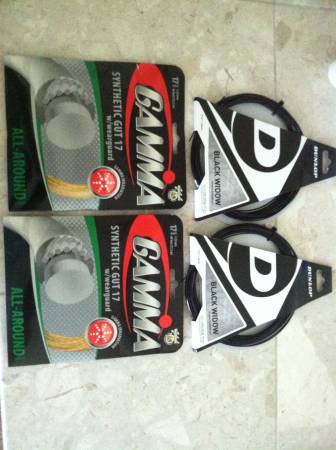 GAMMA
SYNTHETIC GUT 17
w/wearguard
ALL-AROUND
17
GAMMA
SYNTHETIC GUT 17
w/wearguard
ALL-AROUND
17
D
BLACK WIDOW
DUNLOP
D
BLACK WIDOW
DUNLOP